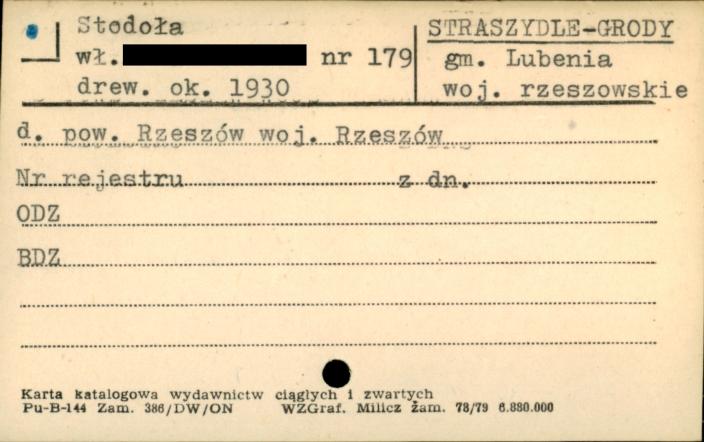 Stodoła
wł. nr 179
drew. ok. 1930
STRASZYDLE-GRODY
gm. Lubenia
woj. rzeszowskie
d. pow. Rzeszów woj. Rzeszów
Nr rejestru z dn.
ODZ
BDZ
Karta katalogowa wydawnictw ciągłych i zwartych
Pu-B-144 Zam. 386/DW/ON WZGraf. Milicz żam. 78/79 6.880.000